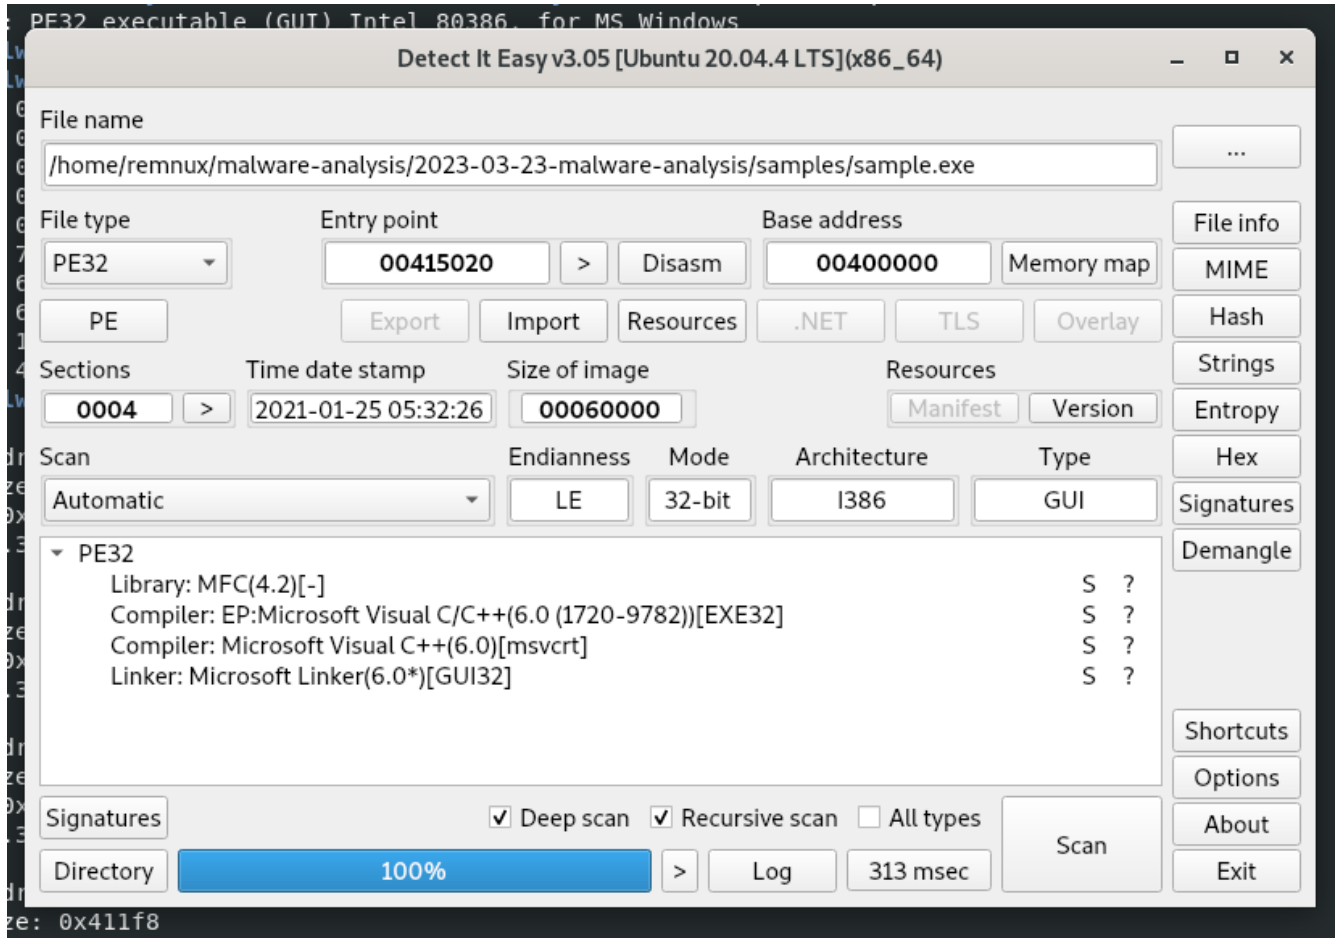 : PE32 executable (GUI) Intel 80386, for MS Windows
Detect It Easy v3.05 [Ubuntu 20.04.4 LTS](x86_64)
File name
/home/remnux/malware-analysis/2023-03-23-malware-analysis/samples/sample.exe
...
File type
Entry point
Base address
File info
PE32
00415020
>
Disasm
00400000
Memory map
MIME
PE
Export
Import
Resources
.NET
TLS
Overlay
Hash
Sections
Time date stamp
Size of image
Resources
Strings
0004
>
2021-01-25 05:32:26
00060000
Manifest
Version
Entropy
Scan
Endianness
Mode
Architecture
Type
Hex
Automatic
LE
32-bit
I386
GUI
Signatures
PE32
Demangle
Library: MFC(4.2)[-] S ?
Compiler: EP:Microsoft Visual C/C++(6.0 (1720-9782))[EXE32] S ?
Compiler: Microsoft Visual C++(6.0)[msvcrt] S ?
Linker: Microsoft Linker(6.0*)[GUI32] S ?
Shortcuts
Options
Signatures
Deep scan
Recursive scan
All types
Scan
About
Directory
100%
>
Log
313 msec
Exit
ze: 0x411f8